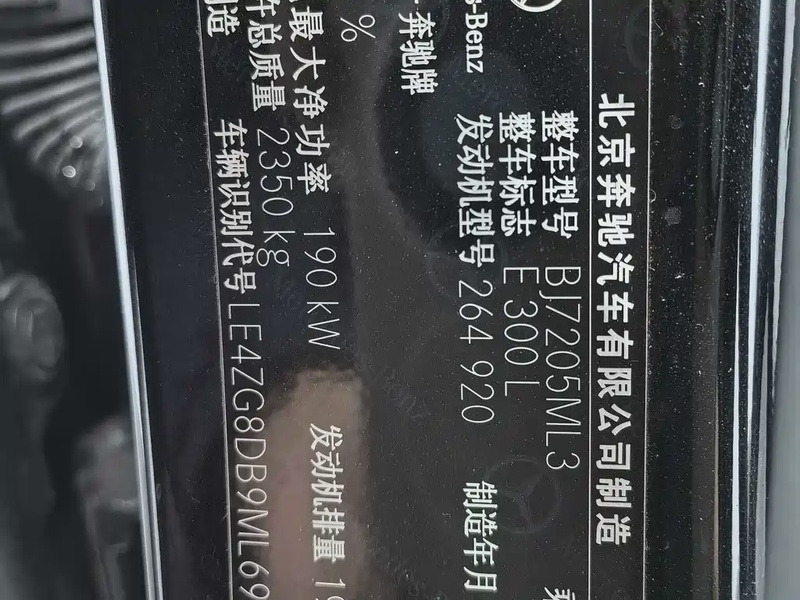 北京奔驰汽车有限公司制造
整车型号 BJ7205ML3
s-Benz 整车标志 E 300 L
发动机型号 264 920 制造年月
奔驰牌
%
最大净功率 190 kW 发动机排量 19
总质量 2350 kg
造 车辆识别代号 LE4ZG8DB9ML69